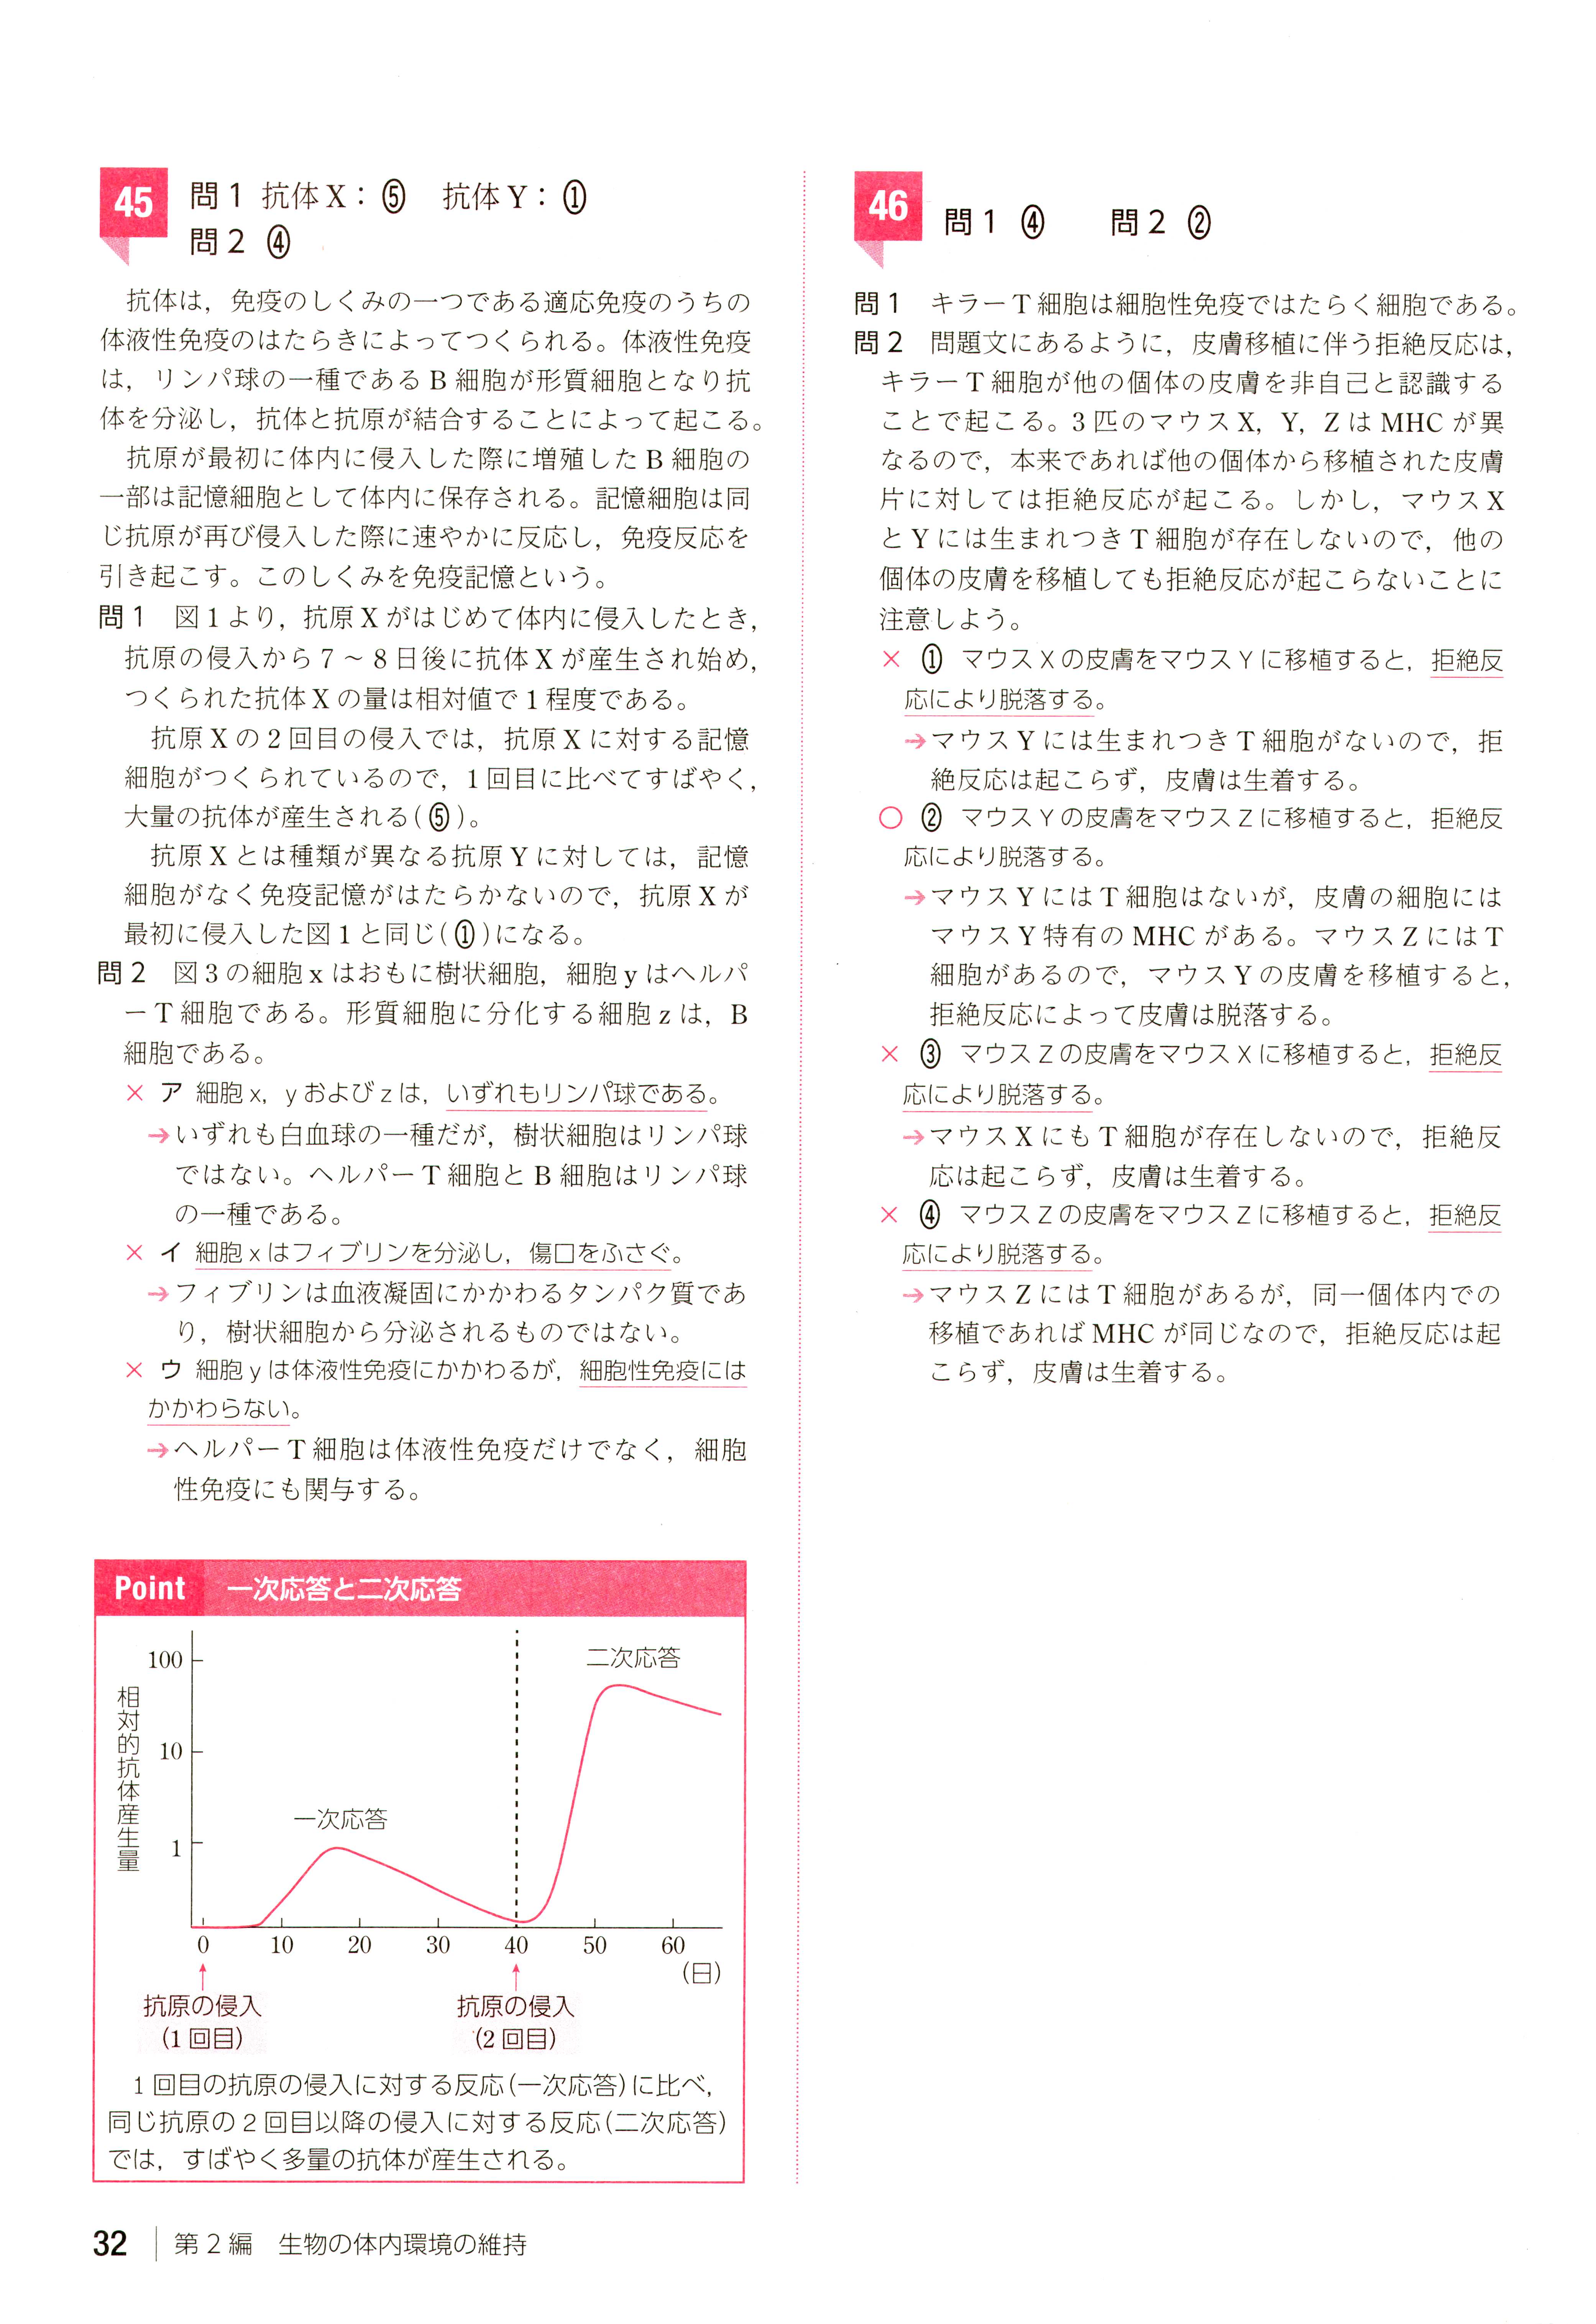 45 問1 抗体X：⑤ 抗体Y：①
問2 ④
抗体は，免疫のしくみの一つである適応免疫のうちの
体液性免疫のはたらきによってつくられる。体液性免疫
は，リンパ球の一種であるB細胞が形質細胞となり抗
体を分泌し，抗体と抗原が結合することによって起こる。
抗原が最初に体内に侵入した際に増殖したB細胞の
一部は記憶細胞として体内に保存される。記憶細胞は同
じ抗原が再び侵入した際に速やかに反応し，免疫反応を
引き起こす。このしくみを免疫記憶という。
問1 図1より，抗原Xがはじめて体内に侵入したとき，
抗原の侵入から7～8日後に抗体Xが産生され始め，
つくられた抗体Xの量は相対値で1程度である。
抗原Xの2回目の侵入では，抗原Xに対する記憶
細胞がつくられているので，1回目に比べてすばやく，
大量の抗体が産生される(⑤)。
抗原Xとは種類が異なる抗原Yに対しては，記憶
細胞がなく免疫記憶がはたらかないので，抗原Xが
最初に侵入した図1と同じ(①)になる。
問2 図3の細胞xはおもに樹状細胞，細胞yはヘルパ
ーT細胞である。形質細胞に分化する細胞zは，B
細胞である。
× ア 細胞x，yおよびzは，いずれもリンパ球である。
→いずれも白血球の一種だが，樹状細胞はリンパ球
ではない。ヘルパーT細胞とB細胞はリンパ球
の一種である。
× イ 細胞xはフィブリンを分泌し，傷口をふさぐ。
→フィブリンは血液凝固にかかわるタンパク質であ
り，樹状細胞から分泌されるものではない。
× ウ 細胞yは体液性免疫にかかわるが，細胞性免疫には
かかわらない。
→ヘルパーT細胞は体液性免疫だけでなく，細胞
性免疫にも関与する。
Point 一次応答と二次応答
相対的抗体産生量
100
10
1
一次応答
二次応答
0 10 20 30 40 50 60
(日)
抗原の侵入 抗原の侵入
(1回目) (2回目)
1回目の抗原の侵入に対する反応(一次応答)に比べ，
同じ抗原の2回目以降の侵入に対する反応(二次応答)
では，すばやく多量の抗体が産生される。
46 問1 ④ 問2 ②
問1 キラーT細胞は細胞性免疫ではたらく細胞である。
問2 問題文にあるように，皮膚移植に伴う拒絶反応は，
キラーT細胞が他の個体の皮膚を非自己と認識する
ことで起こる。3匹のマウスX，Y，ZはMHCが異
なるので，本来であれば他の個体から移植された皮膚
片に対しては拒絶反応が起こる。しかし，マウスX
とYには生まれつきT細胞が存在しないので，他の
個体の皮膚を移植しても拒絶反応が起こらないことに
注意しよう。
× ① マウスXの皮膚をマウスYに移植すると，拒絶反
応により脱落する。
→マウスYには生まれつきT細胞がないので，拒
絶反応は起こらず，皮膚は生着する。
○ ② マウスYの皮膚をマウスZに移植すると，拒絶反
応により脱落する。
→マウスYにはT細胞はないが，皮膚の細胞には
マウスY特有のMHCがある。マウスZにはT
細胞があるので，マウスYの皮膚を移植すると，
拒絶反応によって皮膚は脱落する。
× ③ マウスZの皮膚をマウスXに移植すると，拒絶反
応により脱落する。
→マウスXにもT細胞が存在しないので，拒絶反
応は起こらず，皮膚は生着する。
× ④ マウスZの皮膚をマウスZに移植すると，拒絶反
応により脱落する。
→マウスZにはT細胞があるが，同一個体内での
移植であればMHCが同じなので，拒絶反応は起
こらず，皮膚は生着する。
32 第2編 生物の体内環境の維持